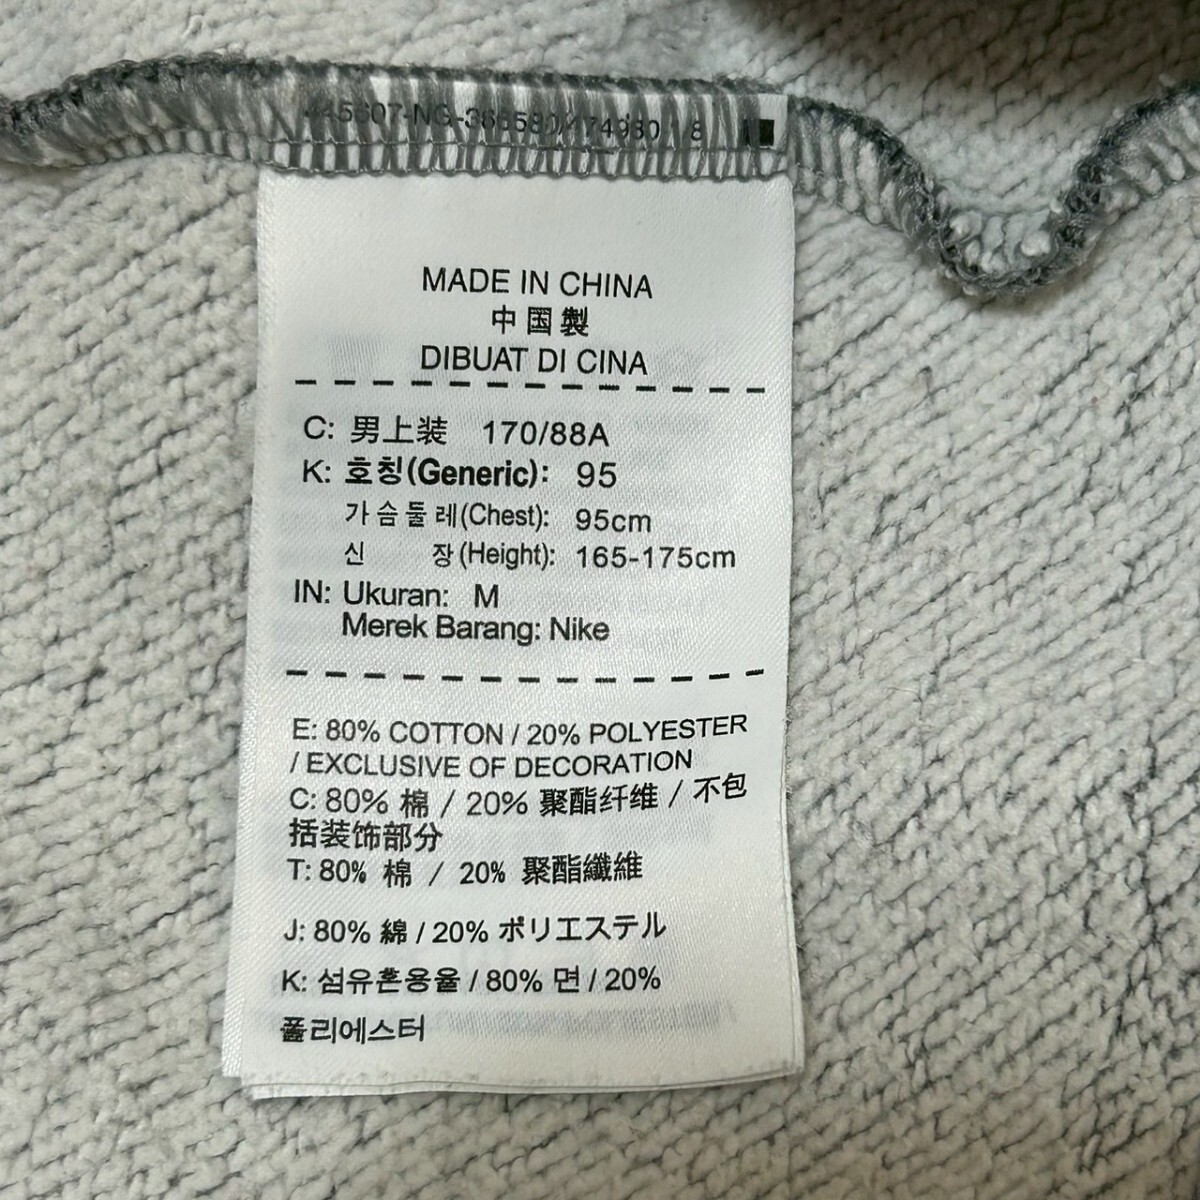 MADE IN CHINA
中国製
DIBUAT DI CINA
C: 男上装 170/88A
K: 호칭(Generic): 95
가슴둘레(Chest): 95cm
신 장(Height): 165-175cm
IN: Ukuran: M
Merek Barang: Nike
E: 80% COTTON / 20% POLYESTER
/ EXCLUSIVE OF DECORATION
C: 80% 棉 / 20% 聚酯纤维 / 不包
括装饰部分
T: 80% 棉 / 20% 聚酯纖維
J: 80% 綿 / 20% ポリエステル
K: 섬유혼용율 / 80% 면 / 20%
폴리에스터